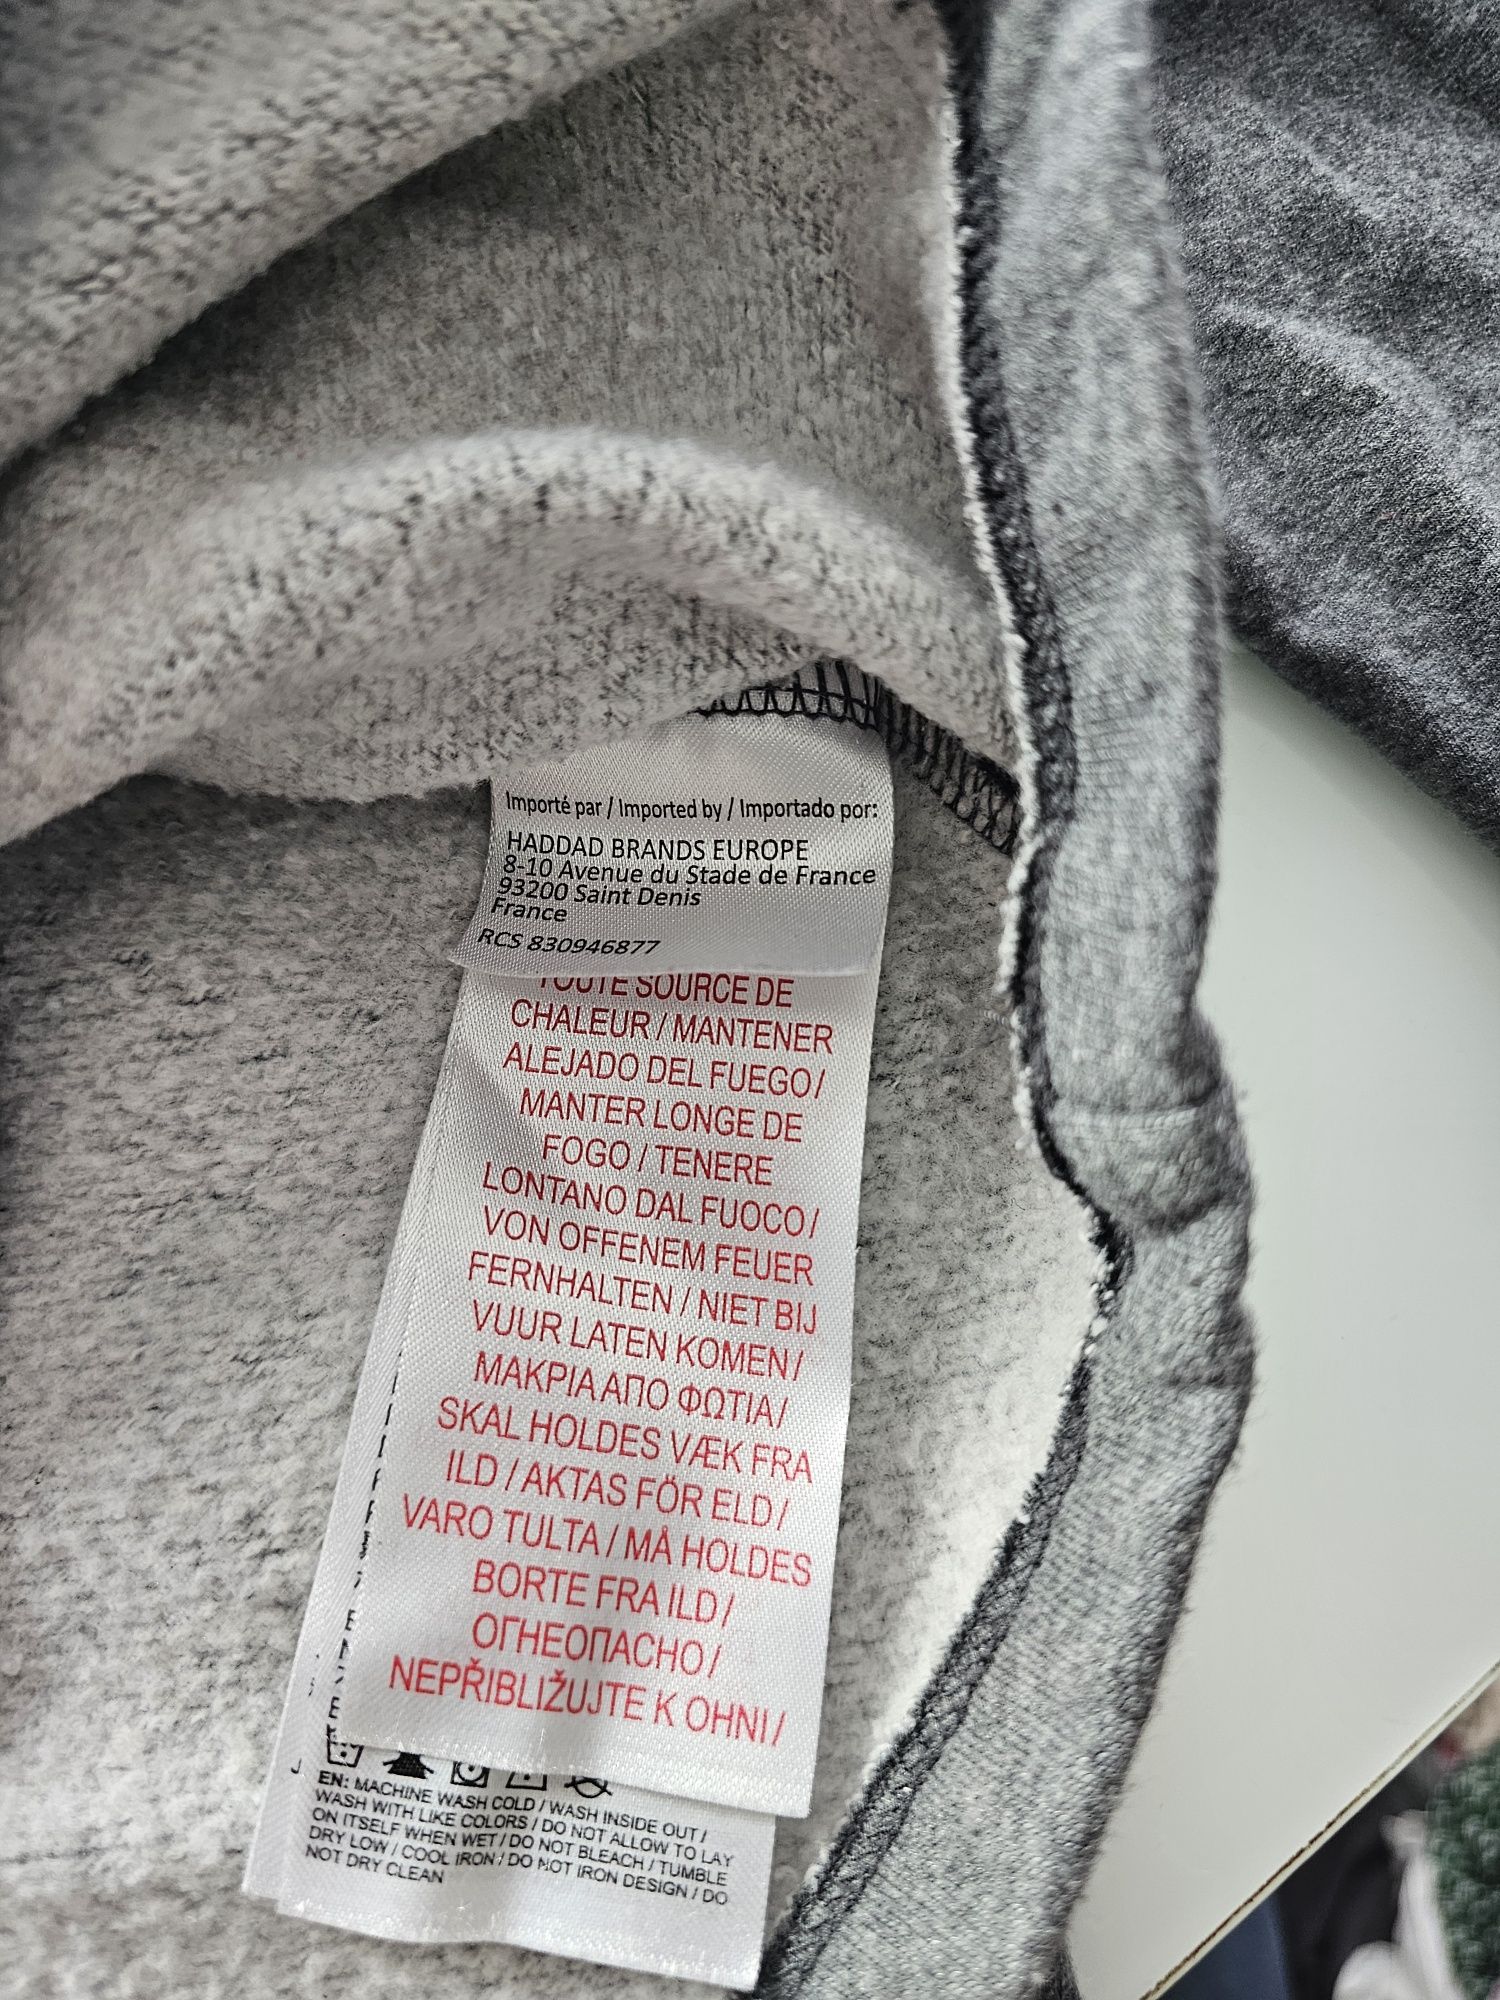 Importé par / Imported by / Importado por:
HADDAD BRANDS EUROPE
8-10 Avenue du Stade de France
93200 Saint Denis
France
RCS 830946877
TOUTE SOURCE DE
CHALEUR / MANTENER
ALEJADO DEL FUEGO /
MANTER LONGE DE
FOGO / TENERE
LONTANO DAL FUOCO /
VON OFFENEM FEUER
FERNHALTEN / NIET BIJ
VUUR LATEN KOMEN /
ΜΑΚΡΙΑ ΑΠΟ ΦΩΤΙΑ /
SKAL HOLDES VÆK FRA
ILD / AKTAS FÖR ELD /
VARO TULTA / MÅ HOLDES
BORTE FRA ILD /
ОГНЕОПАСНО /
NEPŘIBLIŽUJTE K OHNI /
EN: MACHINE WASH COLD / WASH INSIDE OUT /
WASH WITH LIKE COLORS / DO NOT ALLOW TO LAY
ON ITSELF WHEN WET / DO NOT BLEACH / TUMBLE
DRY LOW / COOL IRON / DO NOT IRON DESIGN / DO
NOT DRY CLEAN